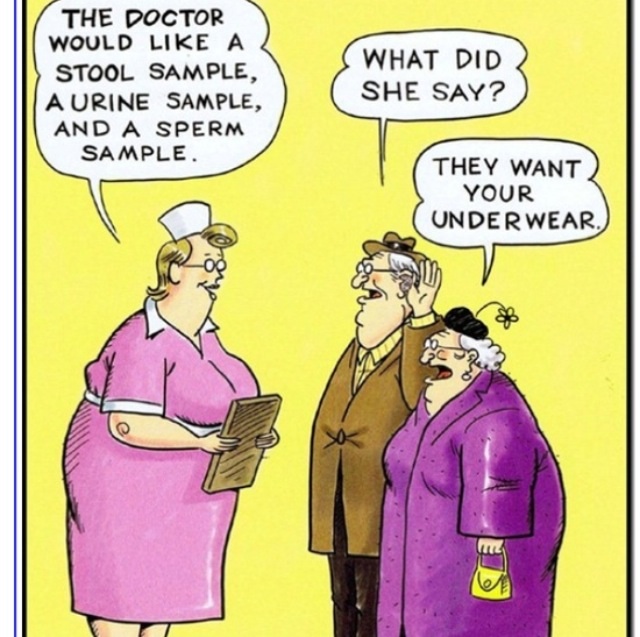 THE DOCTOR
WOULD LIKE A
STOOL SAMPLE,
A URINE SAMPLE,
AND A SPERM
SAMPLE.
WHAT DID
SHE SAY?
THEY WANT
YOUR
UNDERWEAR.